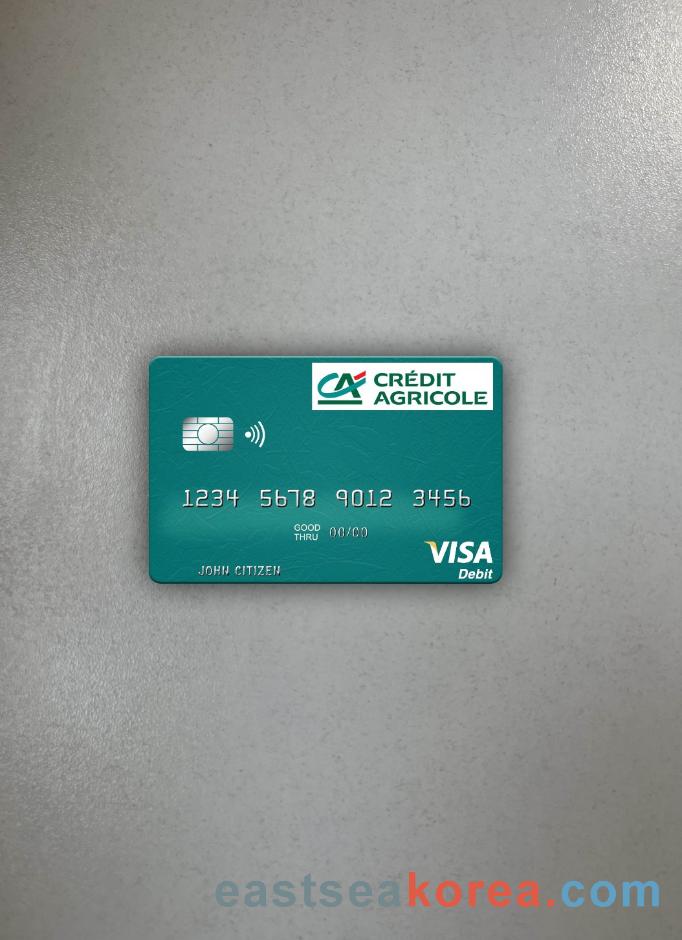 CRÉDIT
AGRICOLE
1234 5678 9012 3456
GOOD
THRU 00/00
VISA
Debit
JOHN CITIZEN
eastseakorea.com